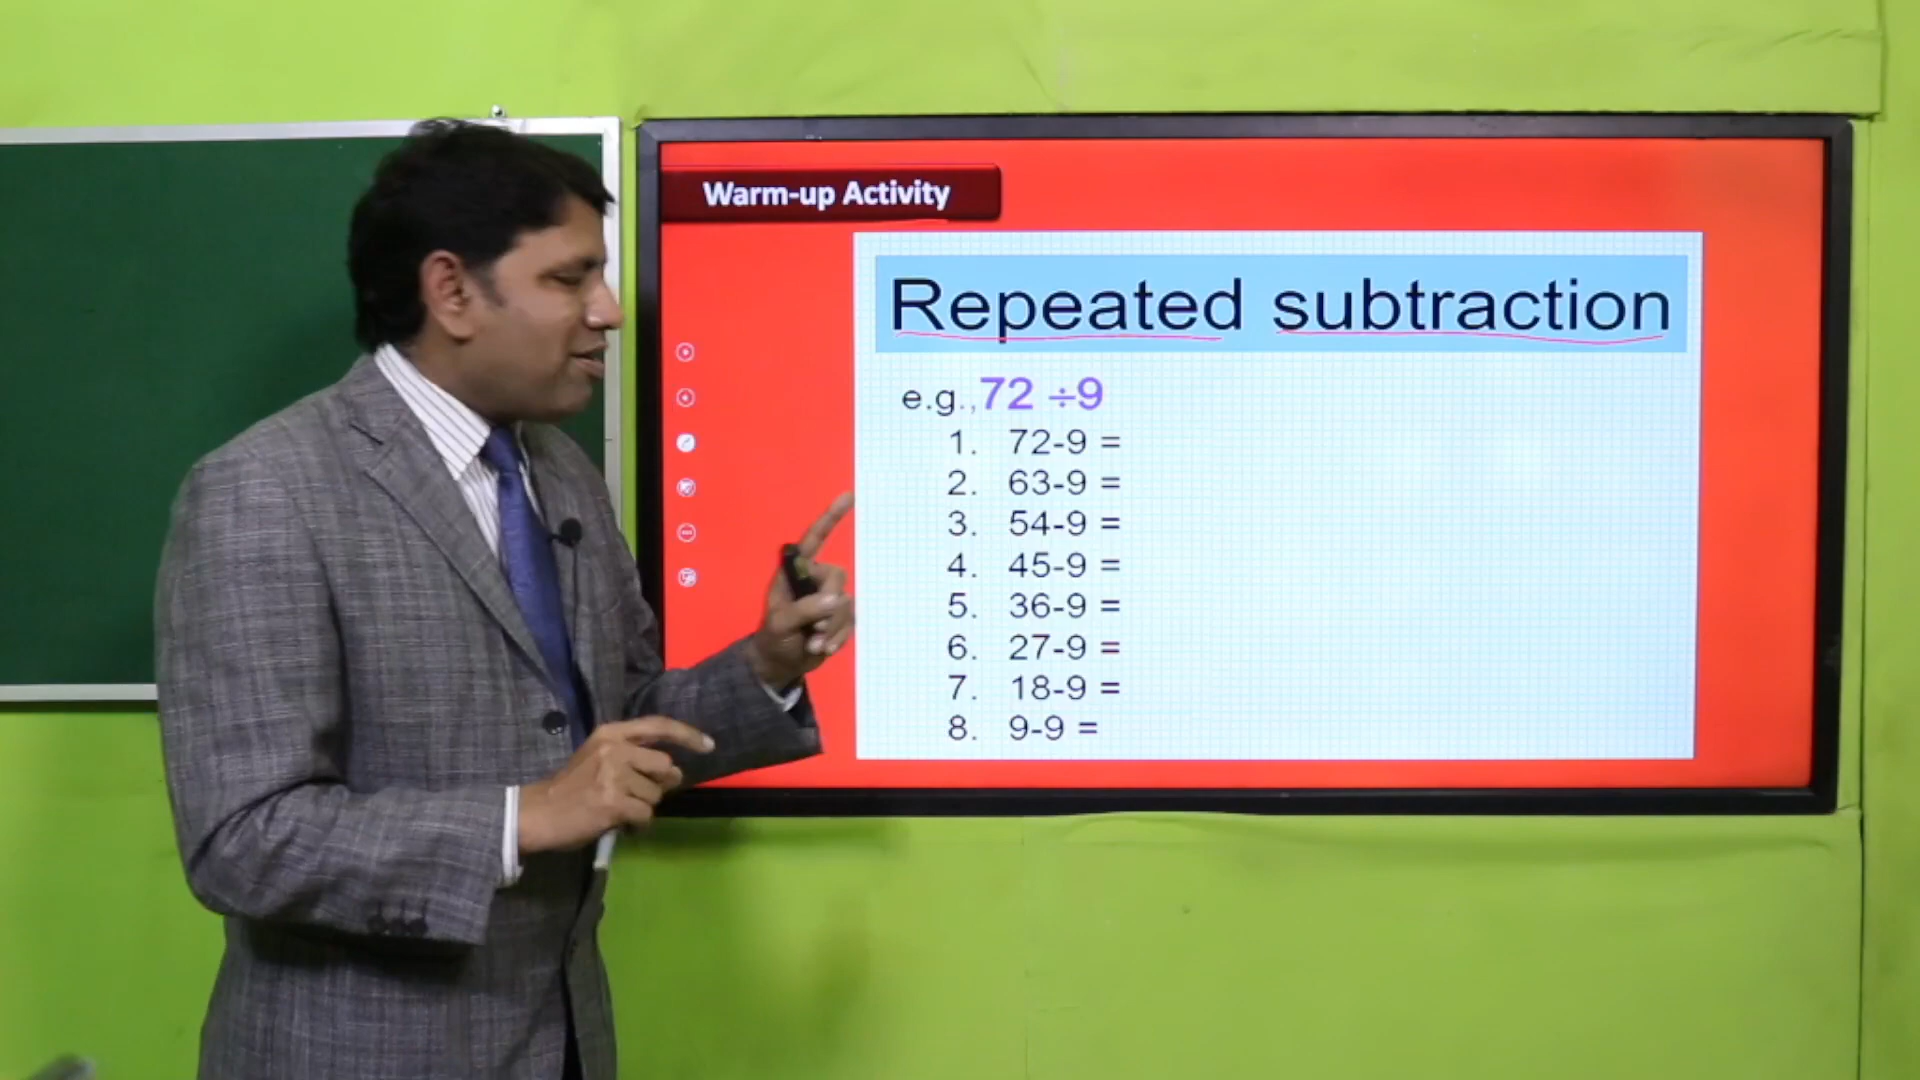 Warm-up Activity
Repeated subtraction
e.g.,72 ÷9
1. 72-9 =
2. 63-9 =
3. 54-9 =
4. 45-9 =
5. 36-9 =
6. 27-9 =
7. 18-9 =
8. 9-9 =